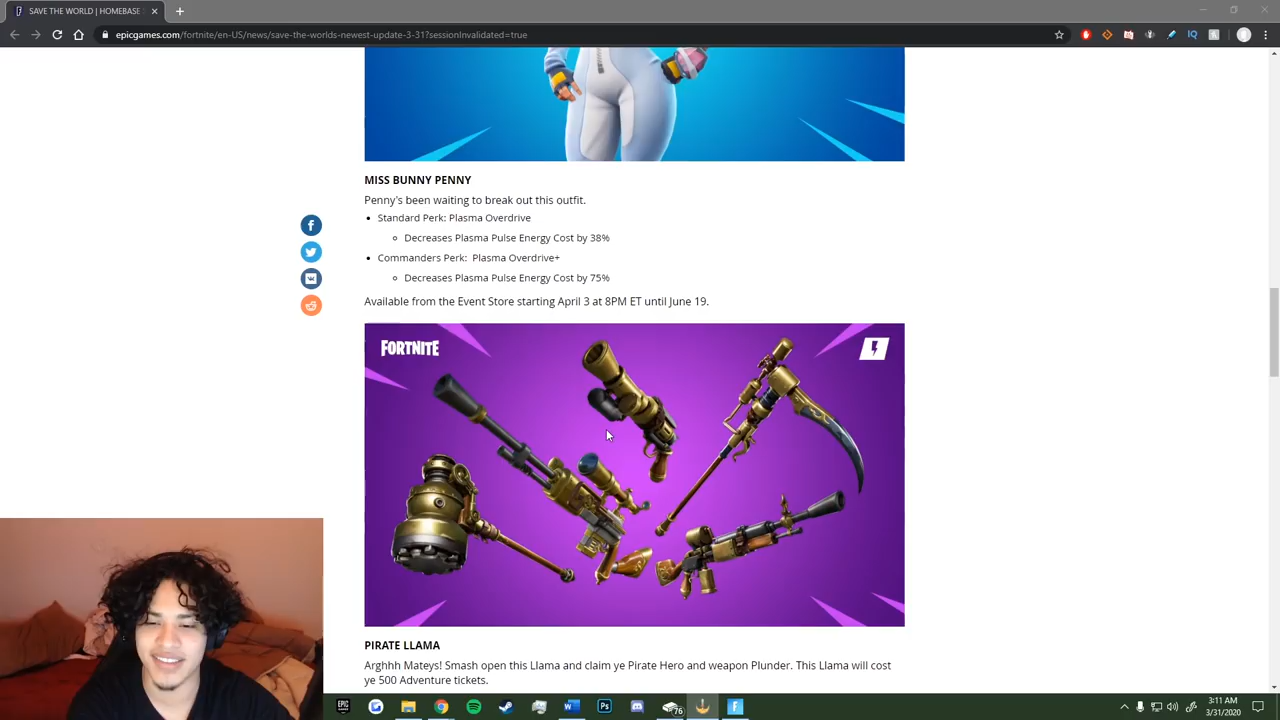 SAVE THE WORLD | HOMEBASE
epicgames.com/fortnite/en-US/news/save-the-worlds-newest-update-3-31?sessionInvalidated=true
MISS BUNNY PENNY
Penny's been waiting to break out this outfit.
Standard Perk: Plasma Overdrive
Decreases Plasma Pulse Energy Cost by 38%
Commanders Perk: Plasma Overdrive+
Decreases Plasma Pulse Energy Cost by 75%
Available from the Event Store starting April 3 at 8PM ET until June 19.
FORTNITE
PIRATE LLAMA
Arghhh Mateys! Smash open this Llama and claim ye Pirate Hero and weapon Plunder. This Llama will cost
ye 500 Adventure tickets.
EPIC
GAMES
Ps
76
3:11 AM
3/31/2020